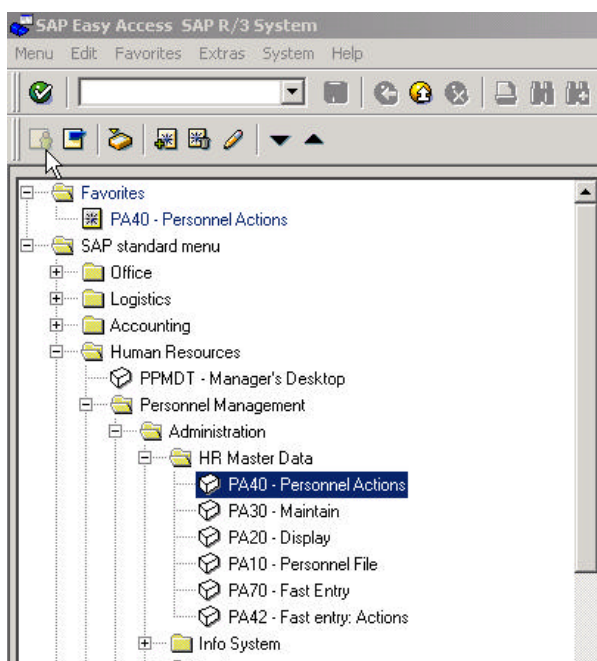 SAP Easy Access SAP R/3 System
Menu Edit Favorites Extras System Help
Favorites
PA40 - Personnel Actions
SAP standard menu
Office
Logistics
Accounting
Human Resources
PPMDT - Manager's Desktop
Personnel Management
Administration
HR Master Data
PA40 - Personnel Actions
PA30 - Maintain
PA20 - Display
PA10 - Personnel File
PA70 - Fast Entry
PA42 - Fast entry: Actions
Info System